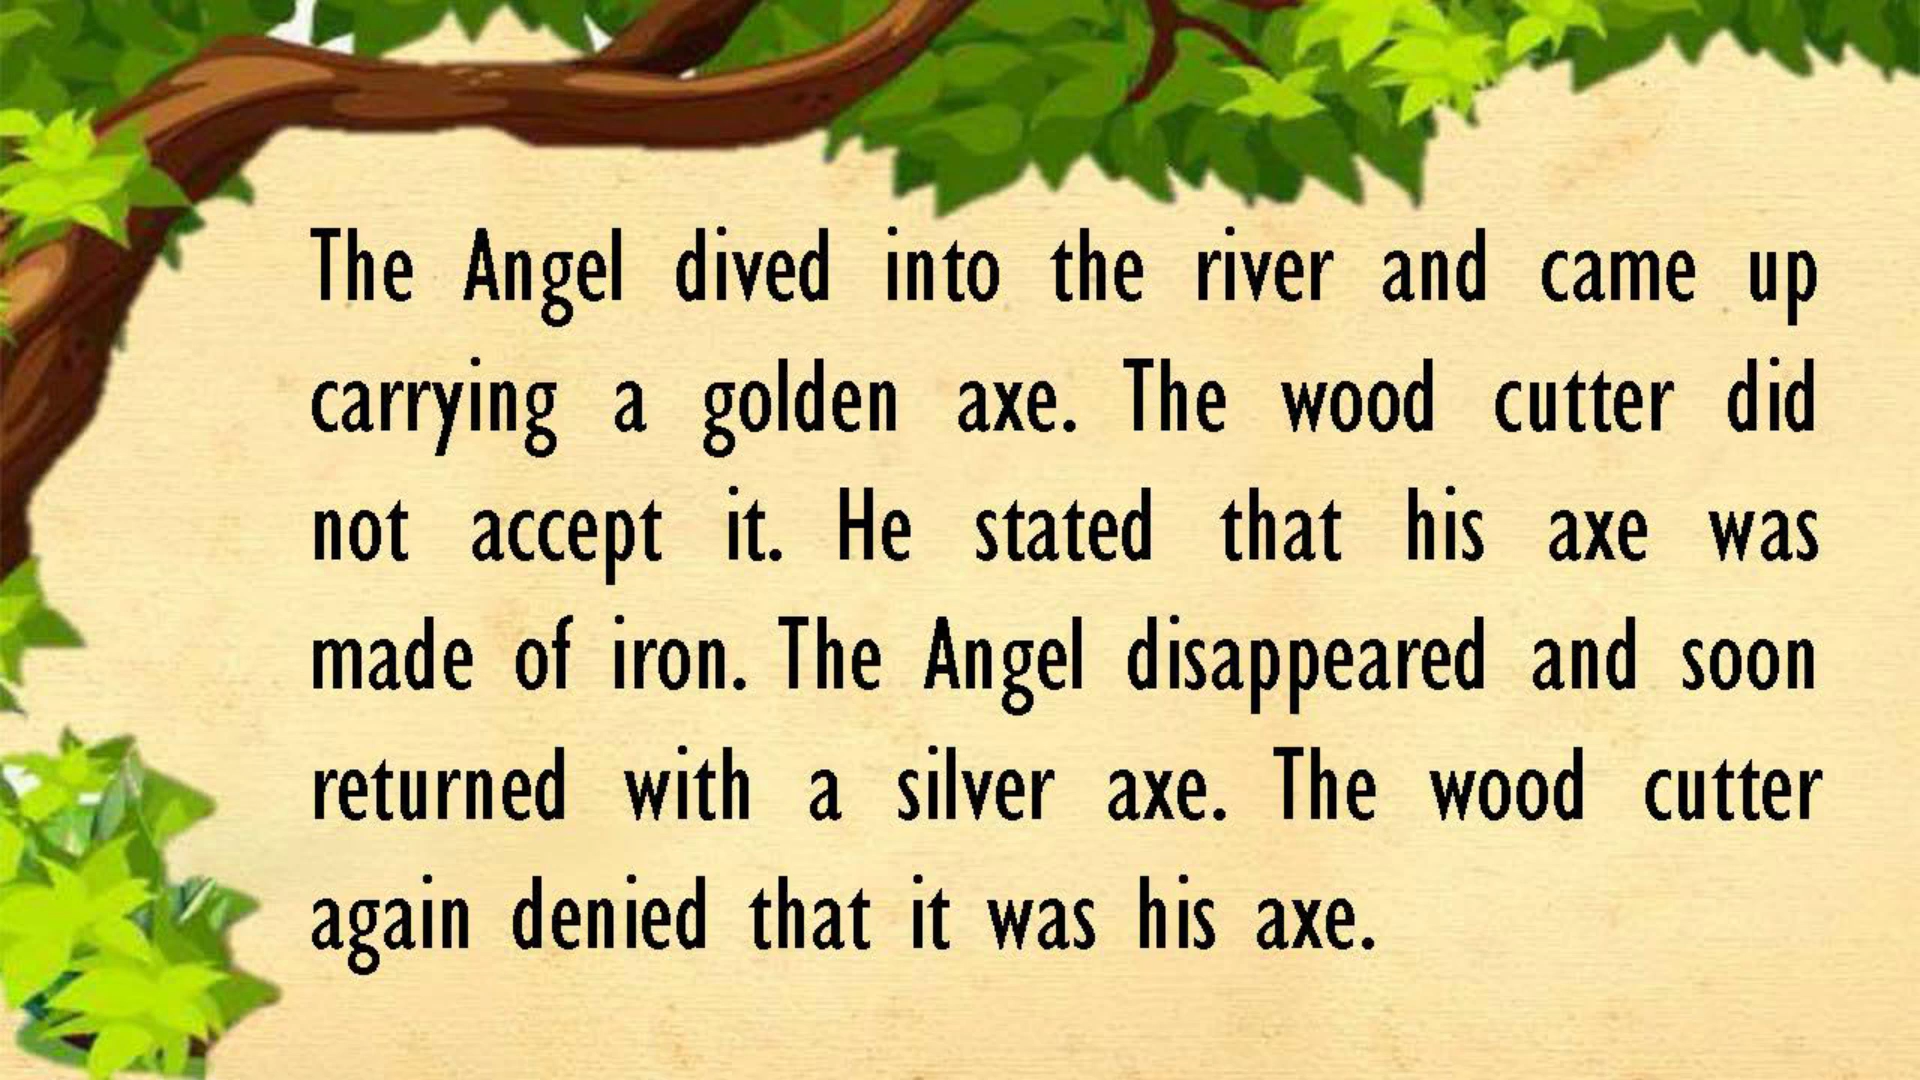 The Angel dived into the river and came up
carrying a golden axe. The wood cutter did
not accept it. He stated that his axe was
made of iron. The Angel disappeared and soon
returned with a silver axe. The wood cutter
again denied that it was his axe.